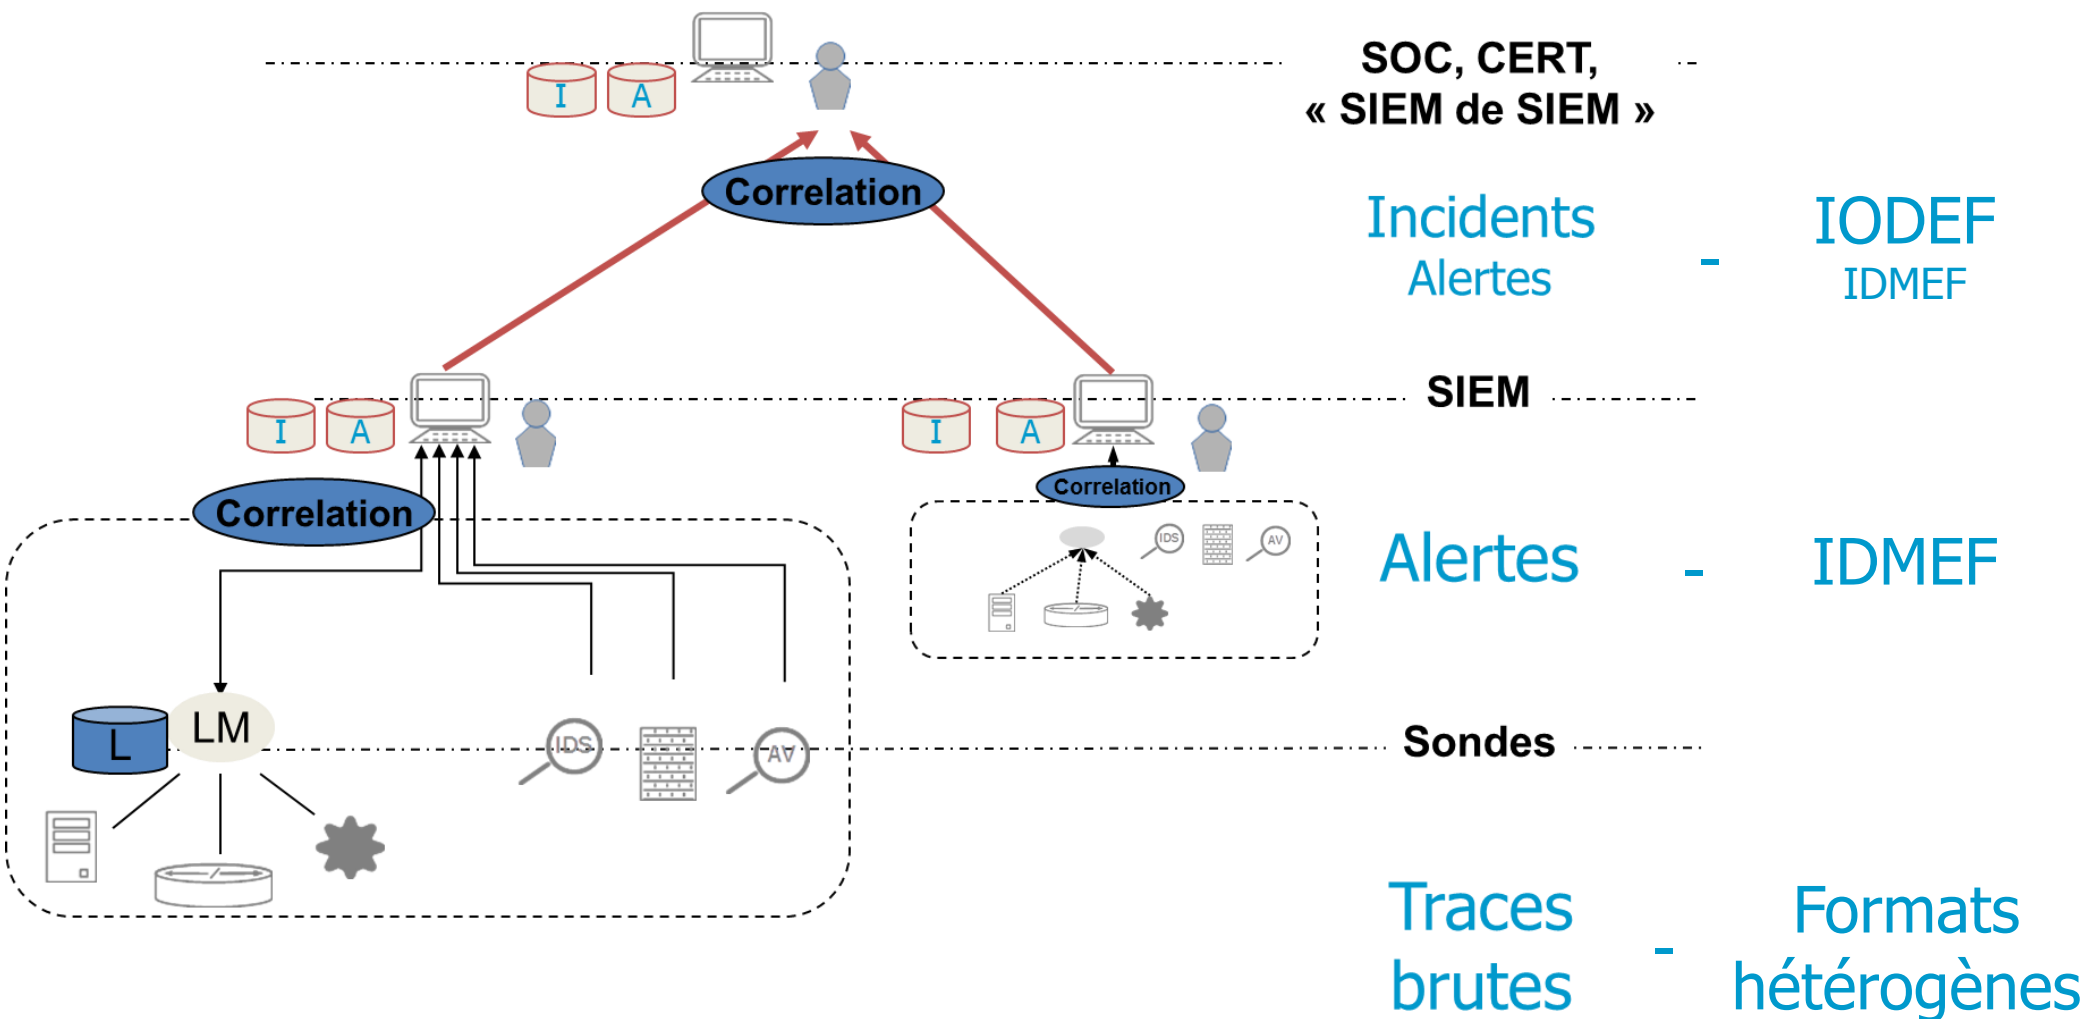 SOC, CERT,
« SIEM de SIEM »
I
A
Correlation
Incidents
Alertes
-
IODEF
IDMEF
SIEM
I
A
I
A
Correlation
Correlation
IDS
AV
Alertes
-
IDMEF
L
LM
IDS
AV
Sondes
Traces
brutes
-
Formats
hétérogènes